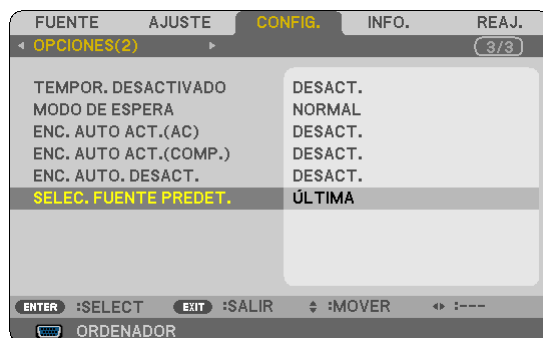 FUENTE AJUSTE CONFIG. INFO. REAJ.
OPCIONES(2) 3/3
TEMPOR. DESACTIVADO DESACT.
MODO DE ESPERA NORMAL
ENC. AUTO ACT.(AC) DESACT.
ENC. AUTO ACT.(COMP.) DESACT.
ENC. AUTO. DESACT. DESACT.
SELEC. FUENTE PREDET. ÚLTIMA
ENTER :SELECT EXIT :SALIR :MOVER :---
ORDENADOR